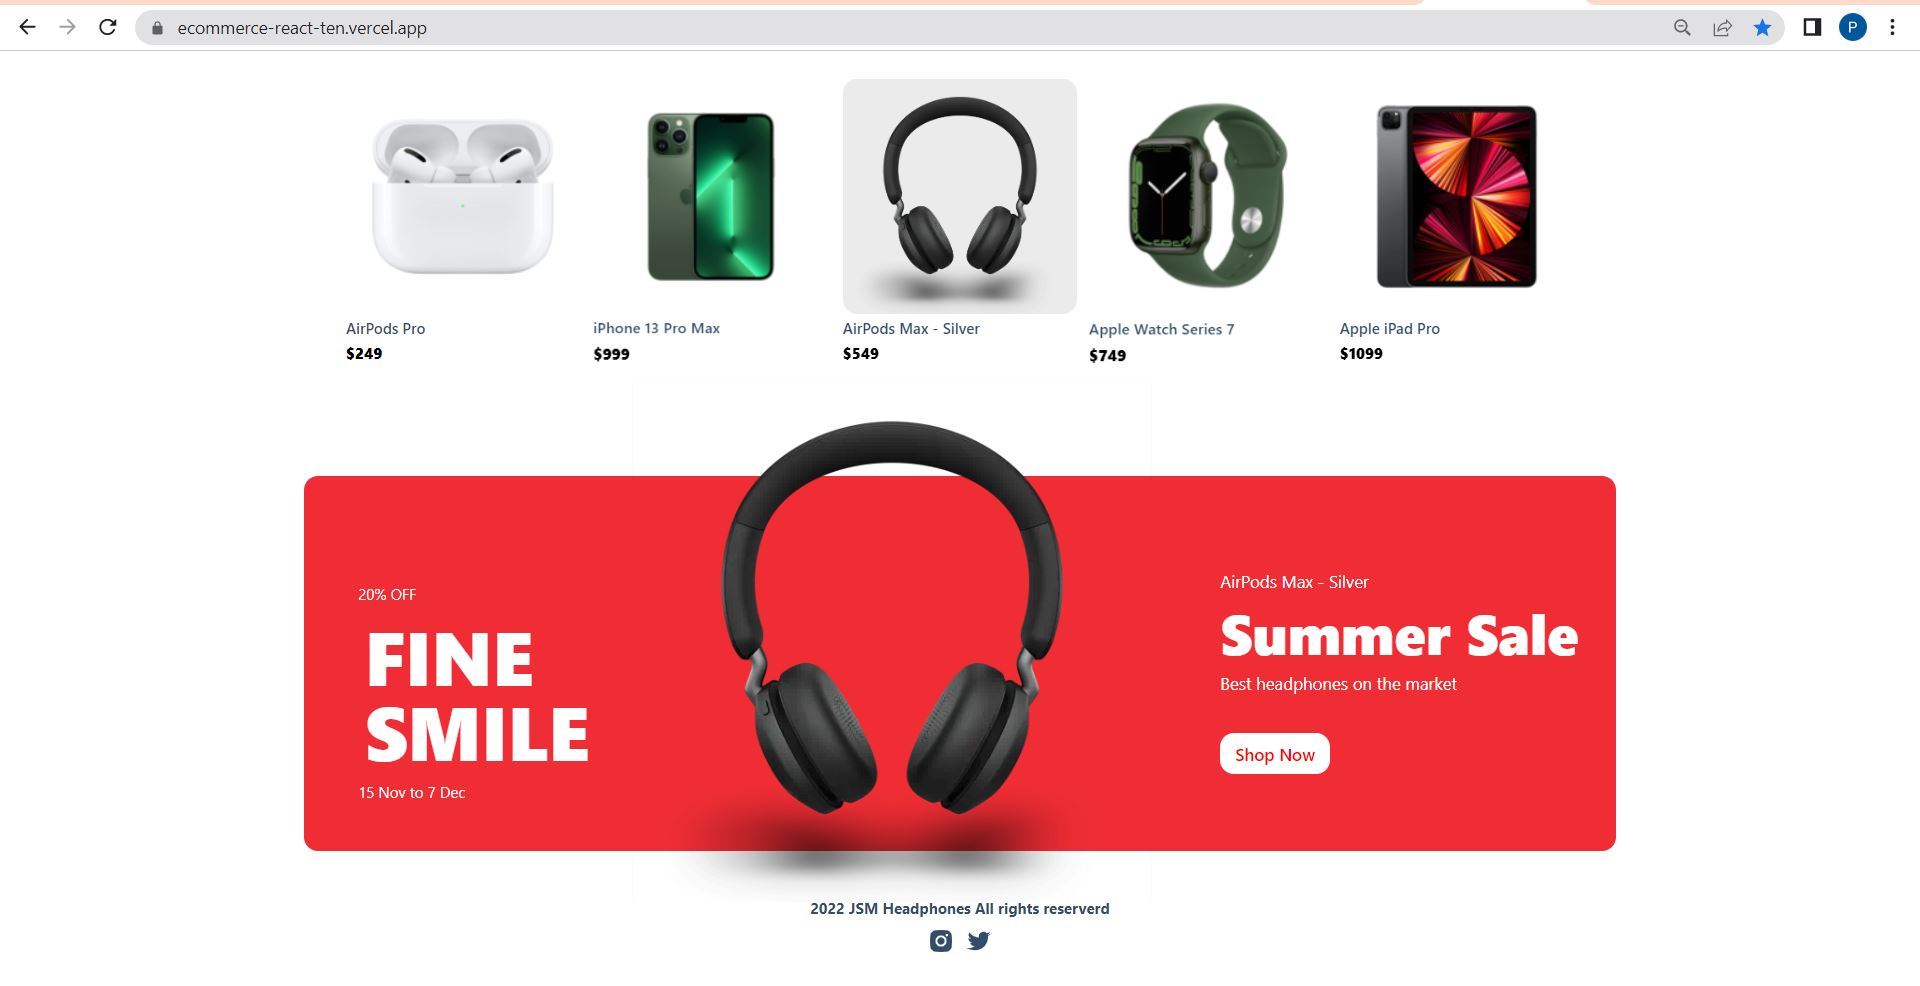 ecommerce-react-ten.vercel.app
P
AirPods Pro
$249
iPhone 13 Pro Max
$999
AirPods Max - Silver
$549
Apple Watch Series 7
$749
Apple iPad Pro
$1099
20% OFF
FINE
SMILE
15 Nov to 7 Dec
AirPods Max - Silver
Summer Sale
Best headphones on the market
Shop Now
2022 JSM Headphones All rights reserverd